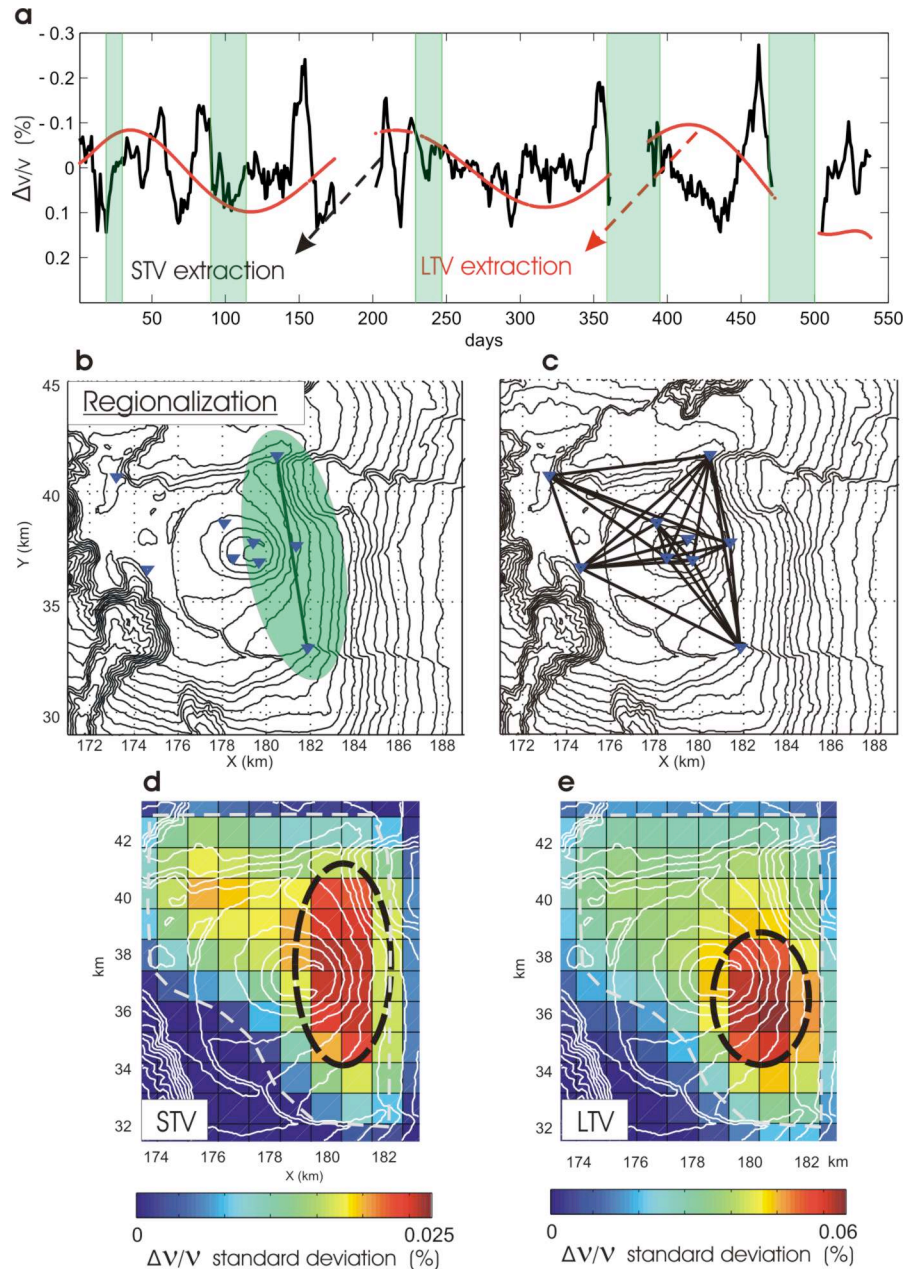 a
- 0.3
- 0.2
- 0.1
0
0.1
0.2
Δv/v (%)
STV extraction
LTV extraction
50 100 150 200 250 300 350 400 450 500 550
days
b
c
45
40
35
30
Y (km)
Regionalization
172 174 176 178 180 182 184 186 188
X (km)
172 174 176 178 180 182 184 186 188
X (km)
d
e
42
40
38
36
34
32
km
STV
174 176 178 180 182
X (km)
42
40
38
36
34
32
km
LTV
174 176 178 180 182 km
0 0.025
Δv/v standard deviation (%)
0 0.06
Δv/v standard deviation (%)